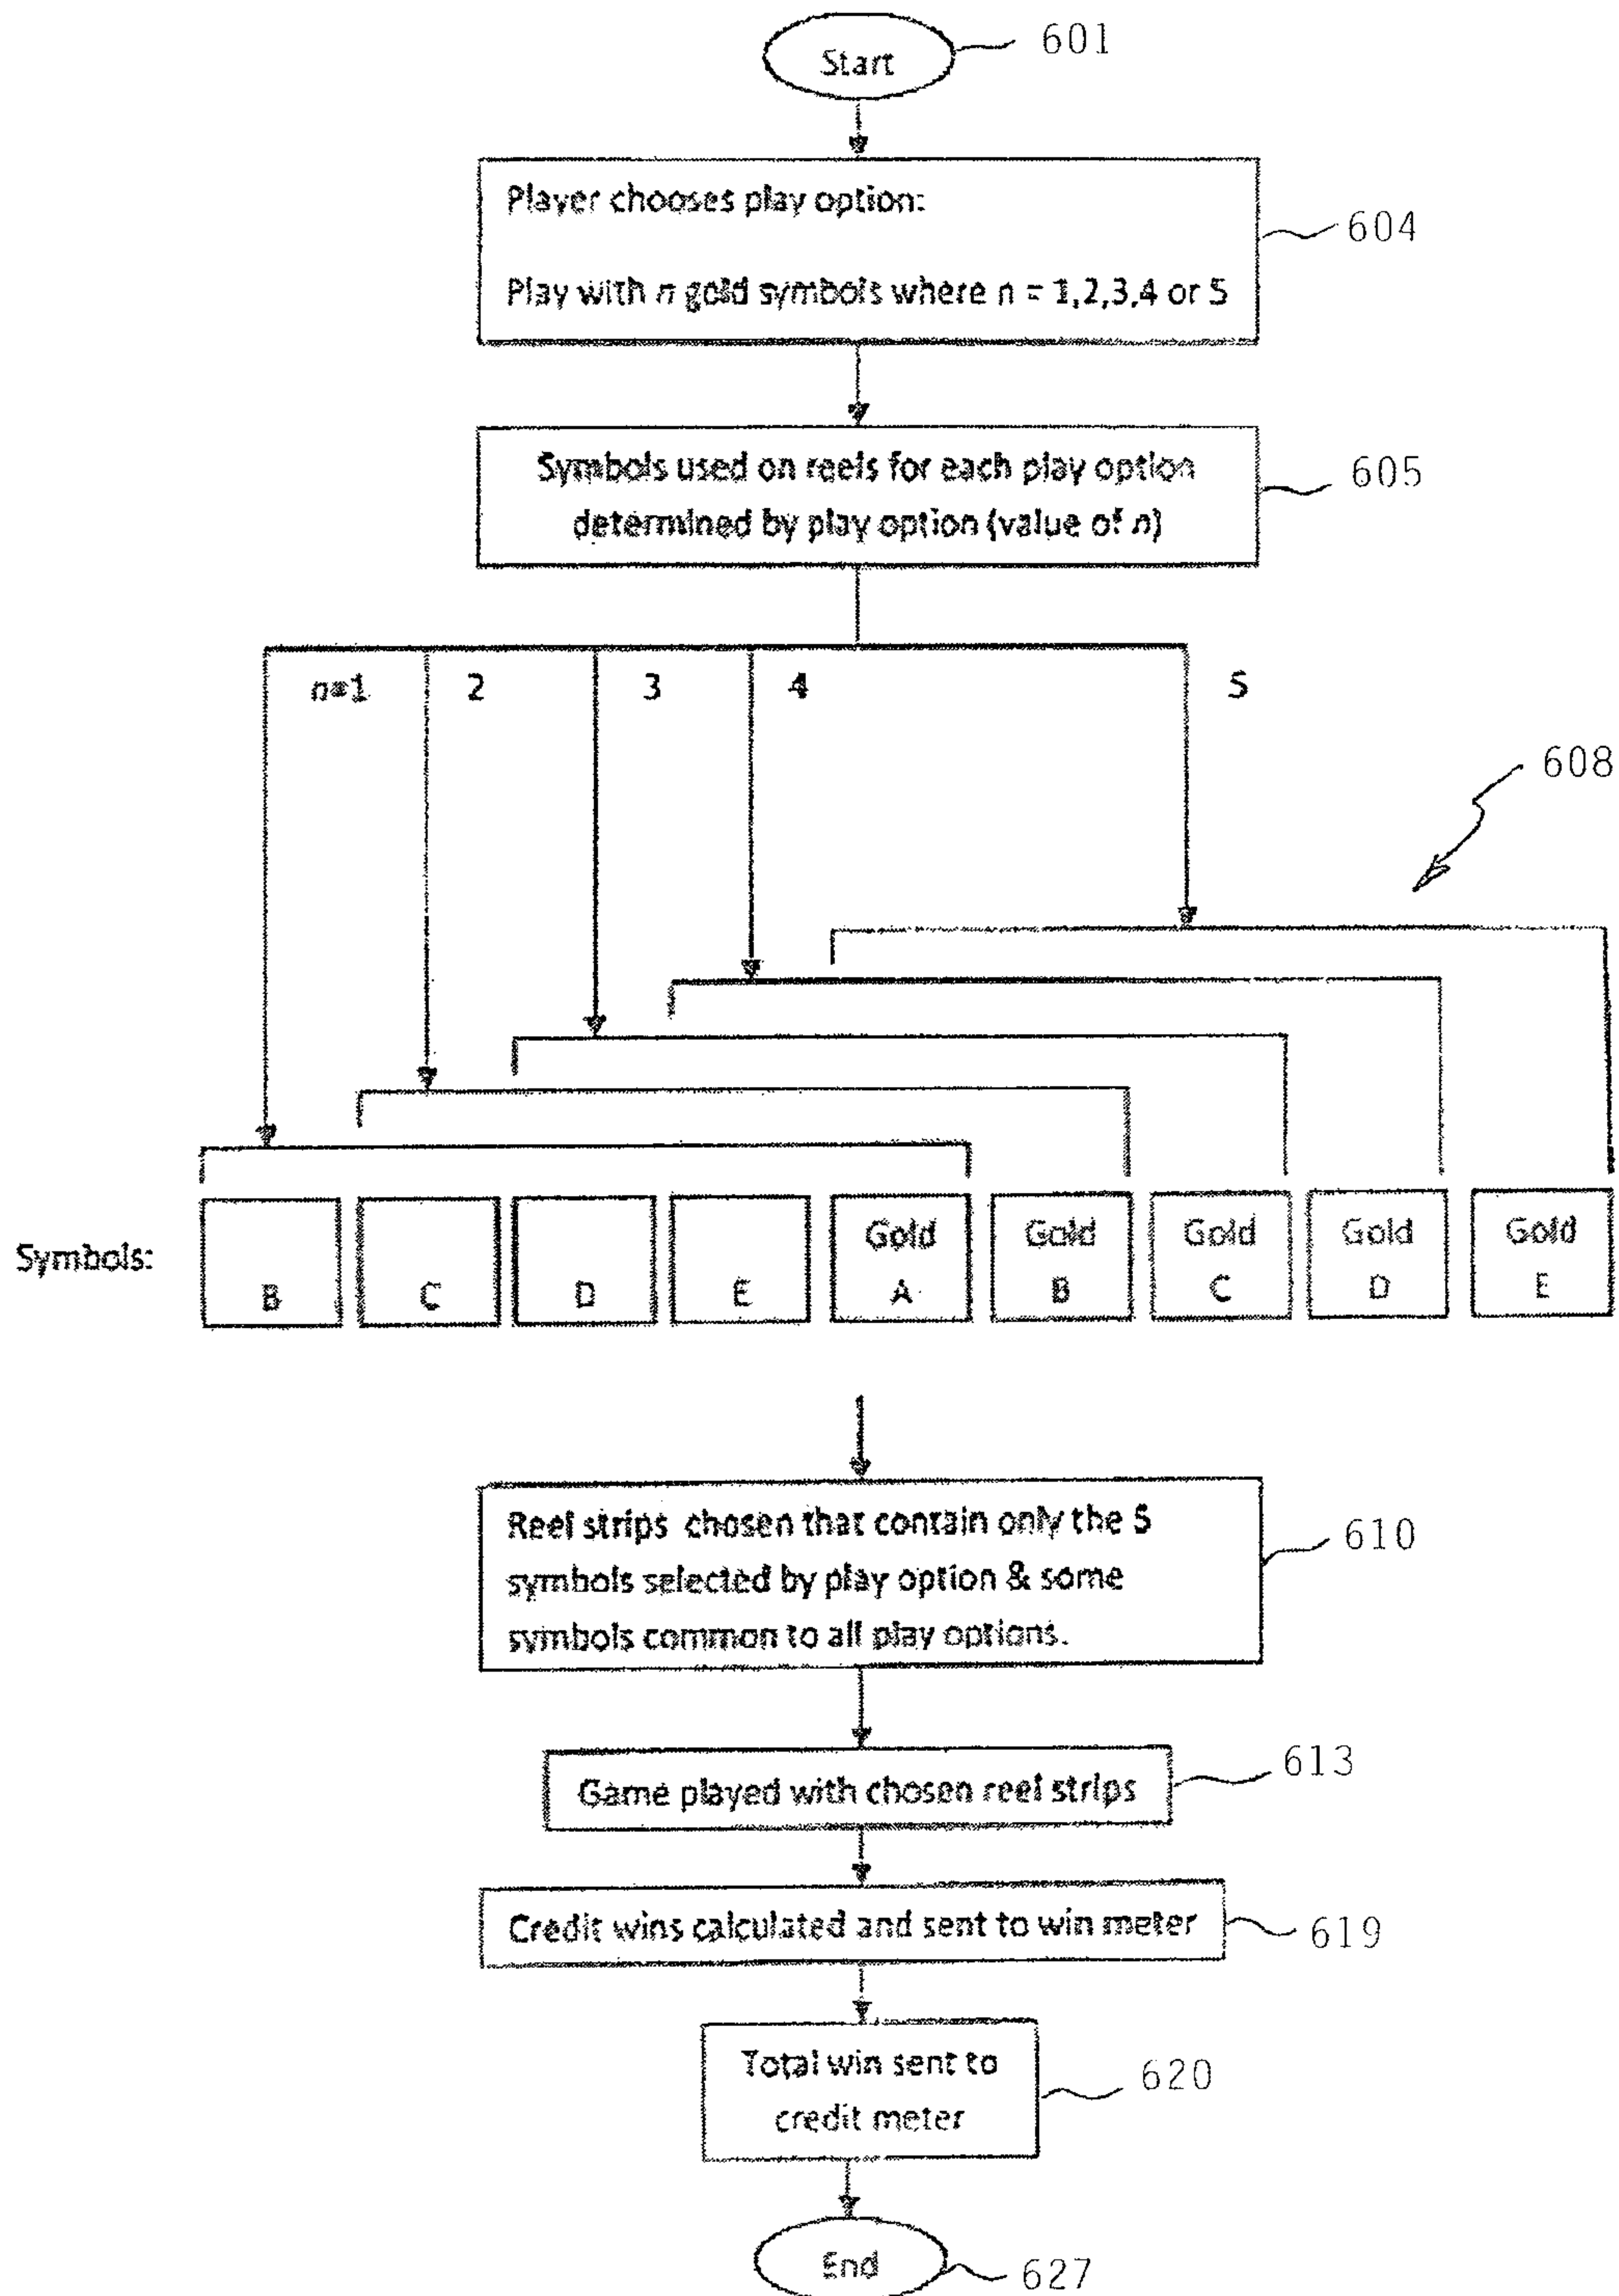 Start
601
Player chooses play option:
604
Play with n gold symbols where n = 1,2,3,4 or 5
Symbols used on reels for each play option
605
determined by play option (value of n)
n=1 2 3 4 5
608
Symbols:
B
C
D
E
Gold
A
Gold
B
Gold
C
Gold
D
Gold
E
Reel strips chosen that contain only the 5
symbols selected by play option & some
symbols common to all play options.
610
Game played with chosen reel strips
613
Credit wins calculated and sent to win meter
619
Total win sent to
credit meter
620
End
627